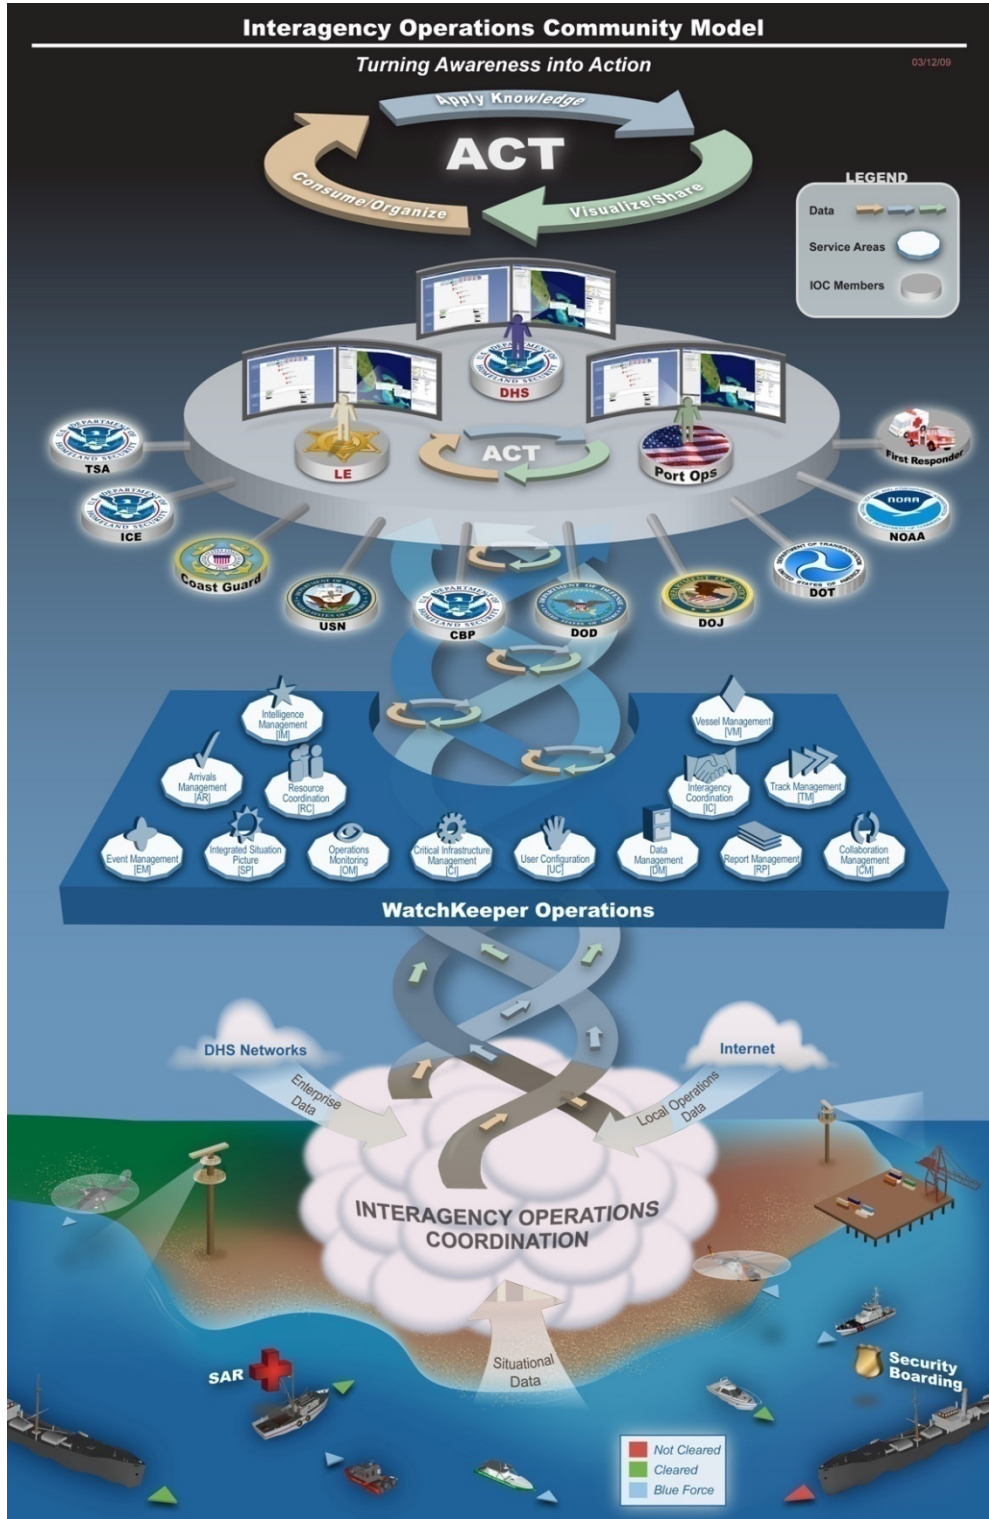 Interagency Operations Community Model
Turning Awareness into Action
03/12/09
Apply Knowledge
ACT
Consume/Organize
Visualize/Share
LEGEND
Data
Service Areas
IOC Members
DHS
LE
ACT
Port Ops
TSA
First Responder
ICE
NOAA
Coast Guard
DOT
USN
CBP
DOD
DOJ
Intelligence
Management
[IM]
Vessel Management
[VM]
Arrivals
Management
[AR]
Resource
Coordination
[RC]
Interagency
Coordination
[IC]
Track Management
[TM]
Event Management
[EM]
Integrated Situation
Picture
[SP]
Operations
Monitoring
[OM]
Critical Infrastructure
Management
[CI]
User Configuration
[UC]
Data
Management
[DM]
Report Management
[RP]
Collaboration
Management
[CM]
WatchKeeper Operations
DHS Networks
Internet
Enterprise
Data
Local Operations
Data
INTERAGENCY OPERATIONS
COORDINATION
Situational
Data
SAR
Security
Boarding
Not Cleared
Cleared
Blue Force